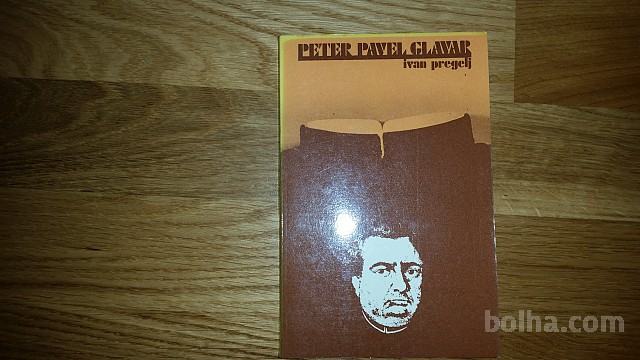 PETER PAVEL GLAVAR
ivan pregelj
bolha.com